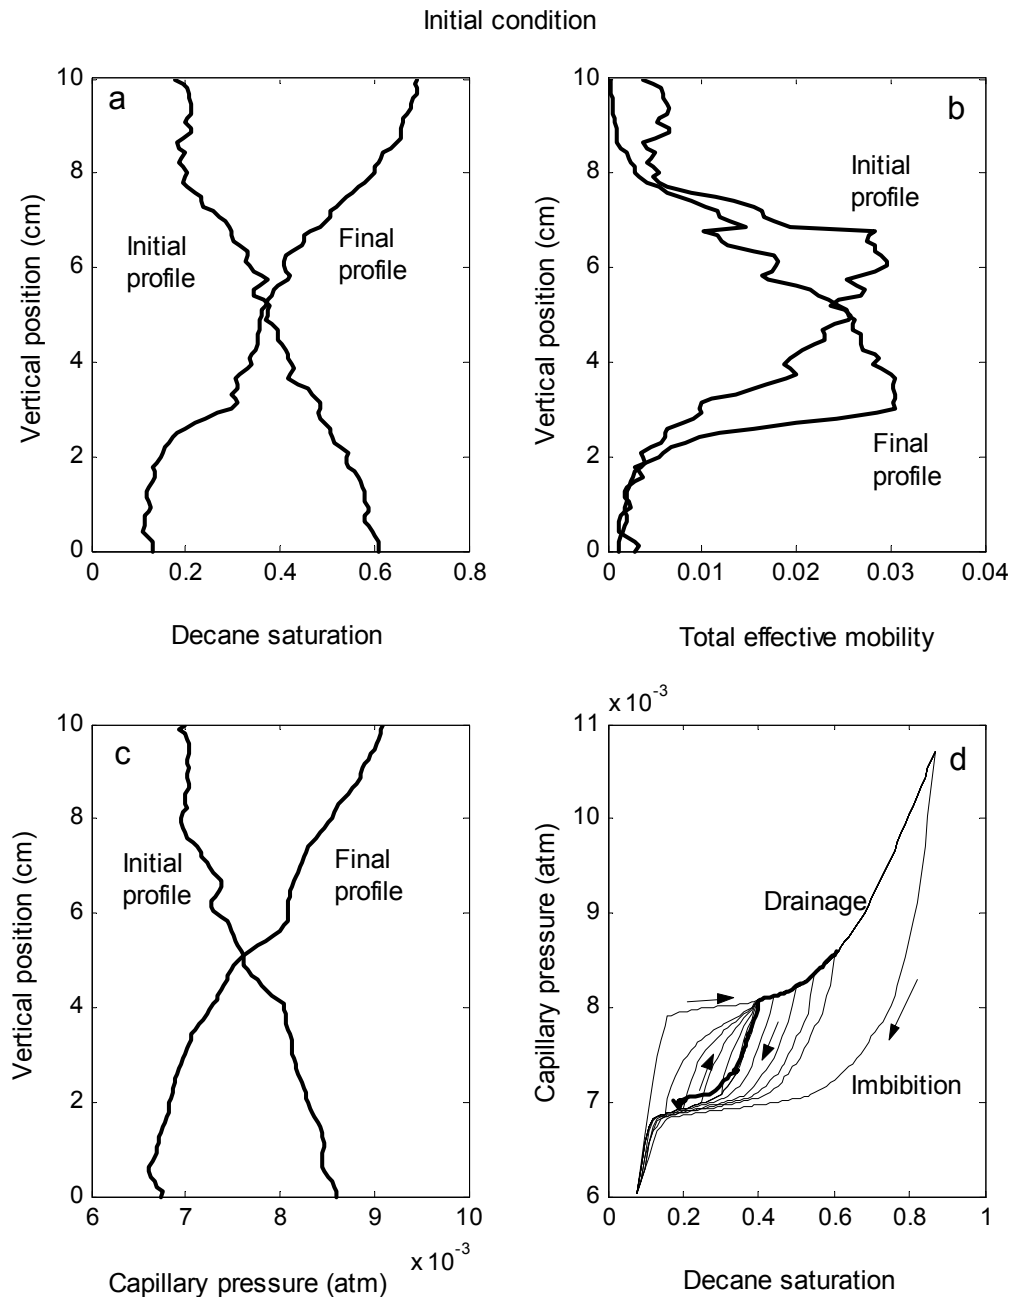 Initial condition
a
10
8
6
4
2
0
Vertical position (cm)
Initial
profile
Final
profile
0
0.2
0.4
0.6
0.8
Decane saturation
b
10
8
6
4
2
0
Vertical position (cm)
Initial
profile
Final
profile
0
0.01
0.02
0.03
0.04
Total effective mobility
c
10
8
6
4
2
0
Vertical position (cm)
Initial
profile
Final
profile
6
7
8
9
10
x 10⁻³
Capillary pressure (atm)
x 10⁻³
d
11
10
9
8
7
6
Capillary pressure (atm)
Drainage
Imbibition
0
0.2
0.4
0.6
0.8
1
Decane saturation